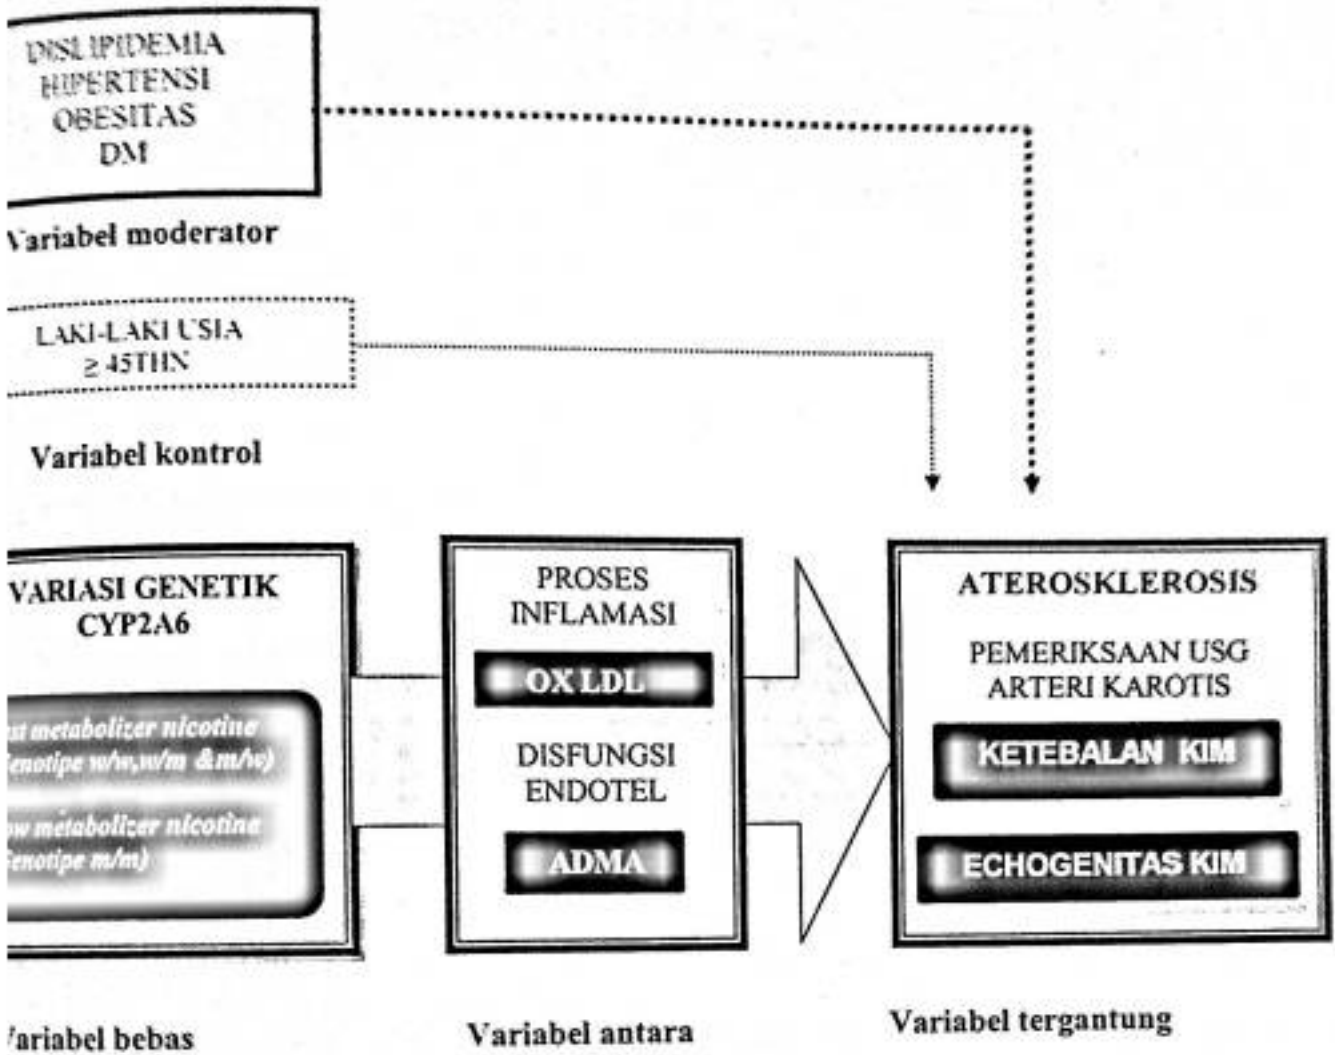 DISLIPIDEMIA
HIPERTENSI
OBESITAS
DM
Variabel moderator
LAKI-LAKI USIA
≥ 45THN
Variabel kontrol
VARIASI GENETIK
CYP2A6
metabolizer nicotine
w/w,w/m &m/w)
metabolizer nicotine
m/m)
Variabel bebas
PROSES
INFLAMASI
OX LDL
DISFUNGSI
ENDOTEL
ADMA
Variabel antara
ATEROSKLEROSIS
PEMERIKSAAN USG
ARTERI KAROTIS
KETEBALAN KIM
ECHOGENITAS KIM
Variabel tergantung